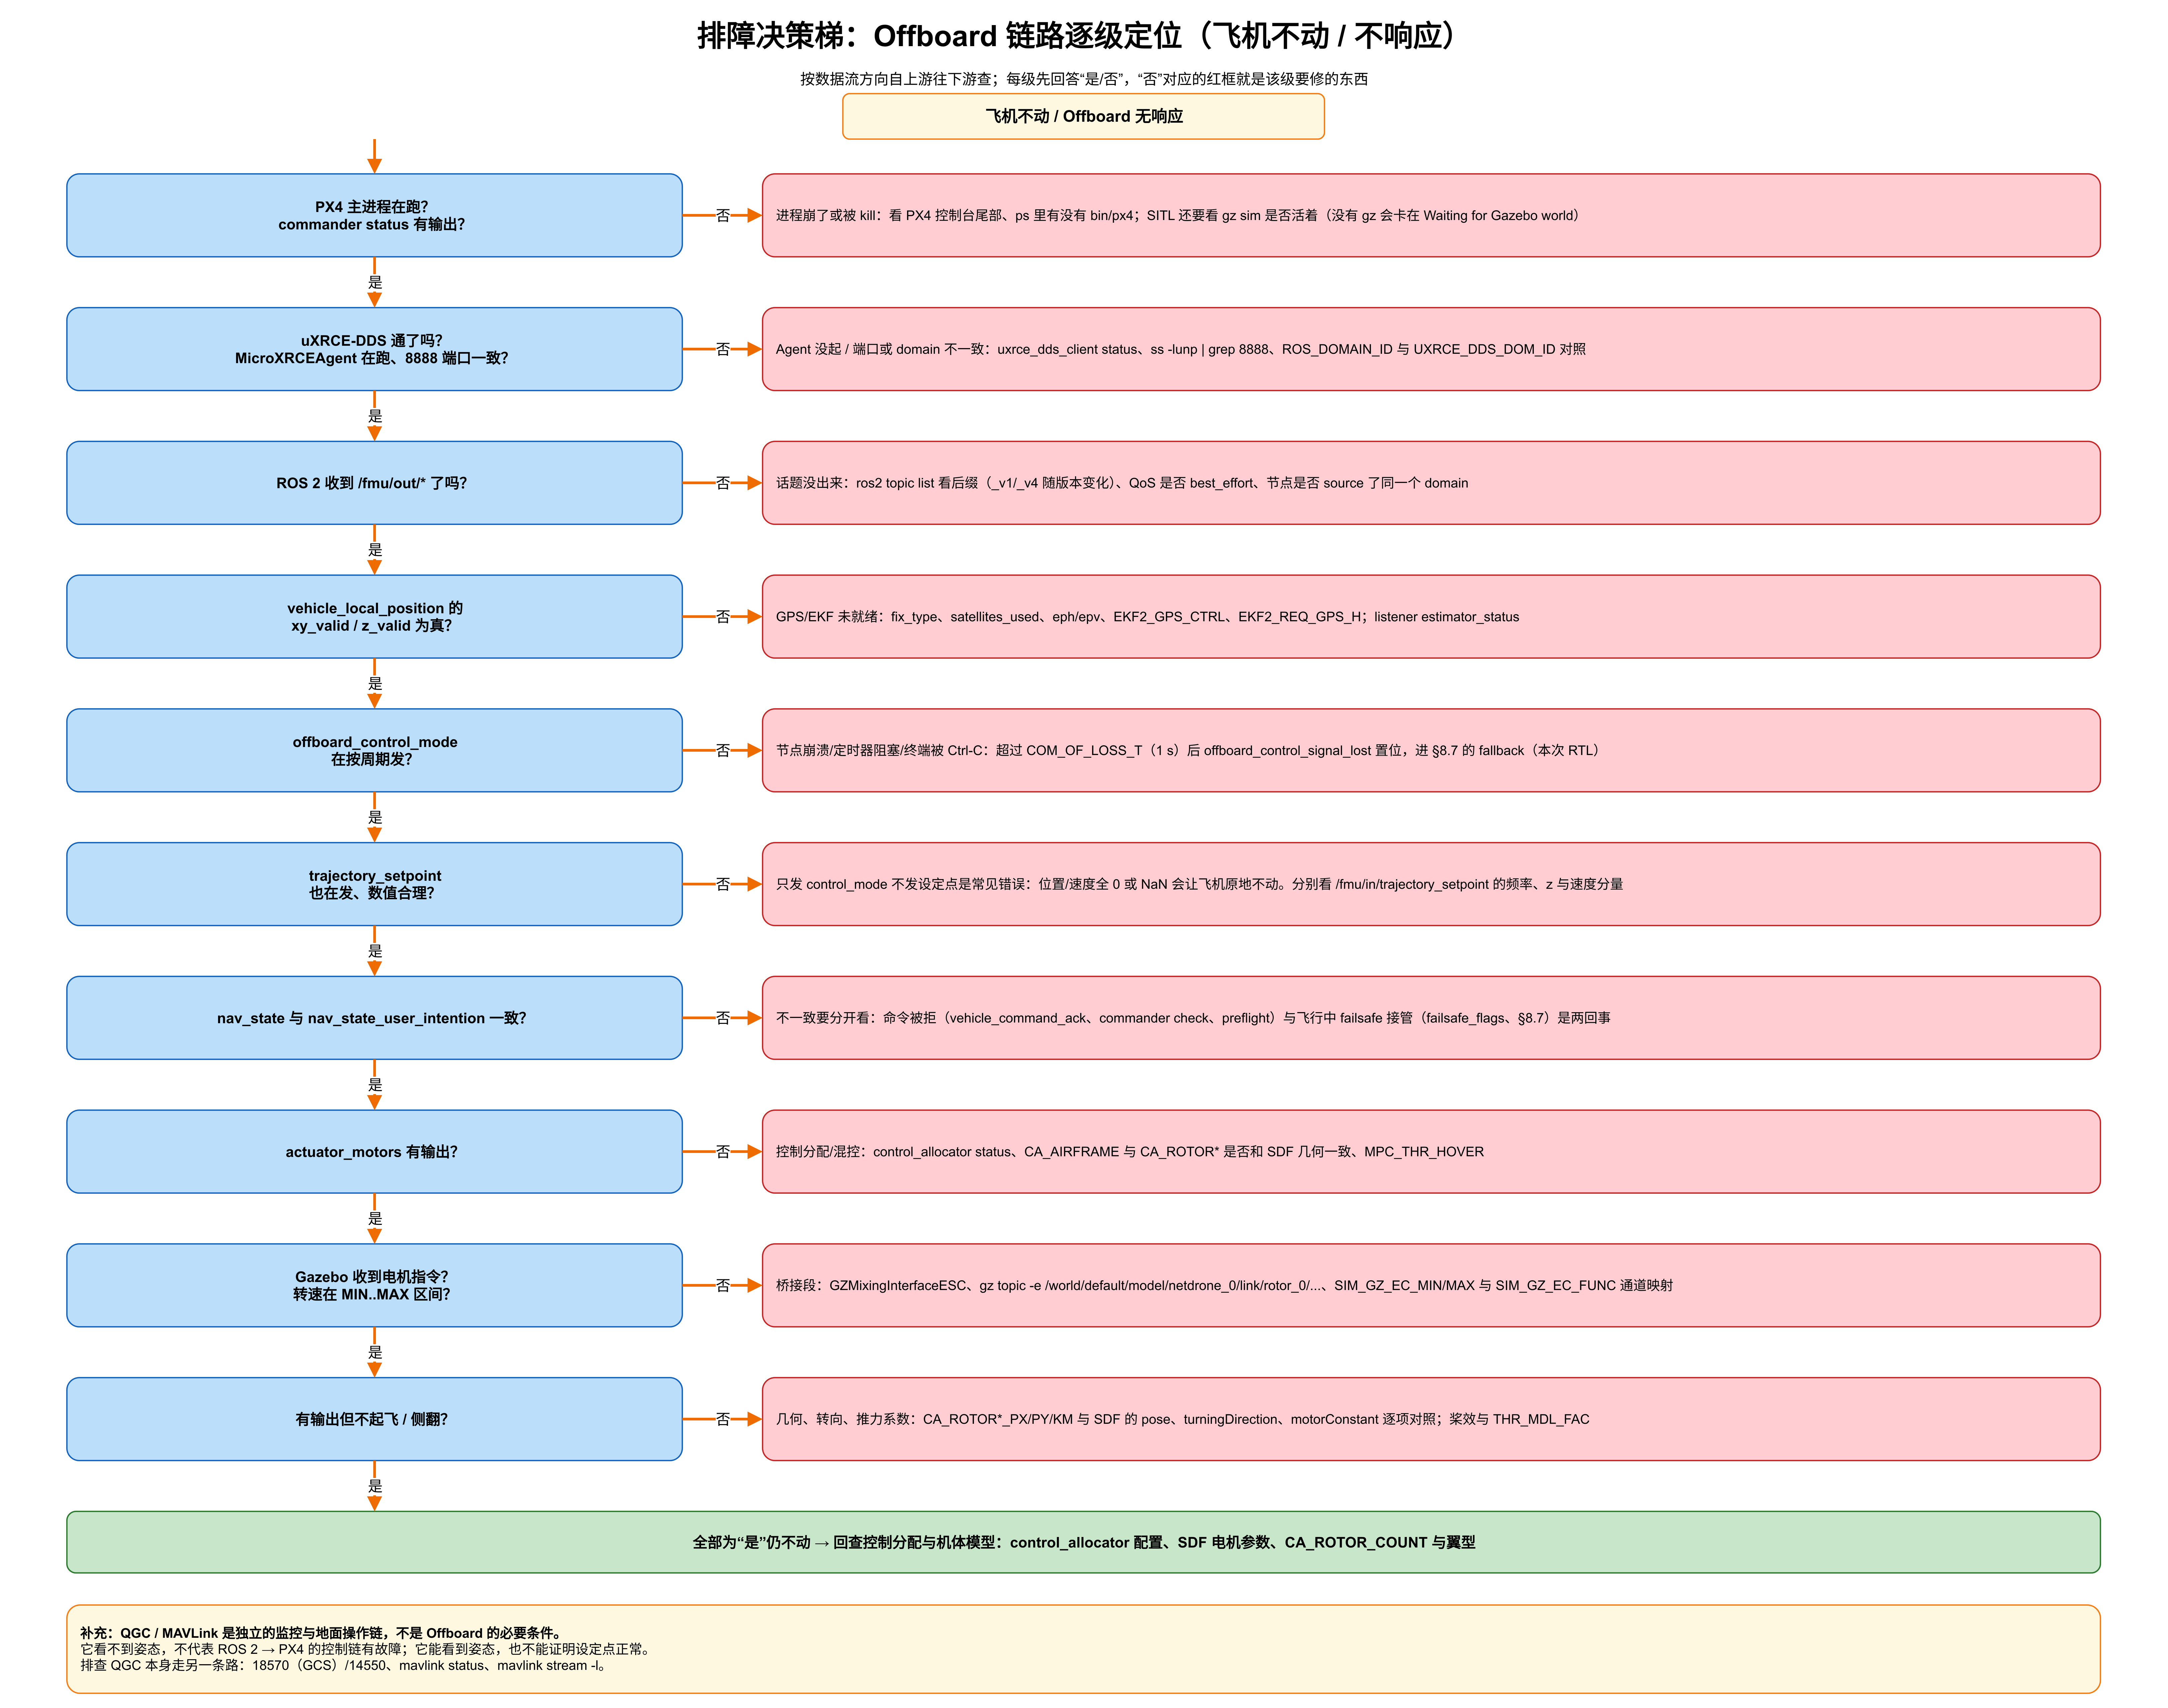 排障决策梯：Offboard 链路逐级定位（飞机不动 / 不响应）
按数据流方向自上游往下游查；每级先回答“是/否”，“否”对应的红框就是该级要修的东西
飞机不动 / Offboard 无响应
PX4 主进程在跑？
commander status 有输出？
否
进程崩了或被 kill：看 PX4 控制台尾部、ps 里有没有 bin/px4；SITL 还要看 gz sim 是否活着（没有 gz 会卡在 Waiting for Gazebo world）
是
uXRCE-DDS 通了吗？
MicroXRCEAgent 在跑、8888 端口一致？
否
Agent 没起 / 端口或 domain 不一致：uxrce_dds_client status、ss -lunp | grep 8888、ROS_DOMAIN_ID 与 UXRCE_DDS_DOM_ID 对照
是
ROS 2 收到 /fmu/out/* 了吗？
否
话题没出来：ros2 topic list 看后缀（_v1/_v4 随版本变化）、QoS 是否 best_effort、节点是否 source 了同一个 domain
是
vehicle_local_position 的
xy_valid / z_valid 为真？
否
GPS/EKF 未就绪：fix_type、satellites_used、eph/epv、EKF2_GPS_CTRL、EKF2_REQ_GPS_H；listener estimator_status
是
offboard_control_mode
在按周期发？
否
节点崩溃/定时器阻塞/终端被 Ctrl-C：超过 COM_OF_LOSS_T（1 s）后 offboard_control_signal_lost 置位，进 §8.7 的 fallback（本次 RTL）
是
trajectory_setpoint
也在发、数值合理？
否
只发 control_mode 不发设定点是常见错误：位置/速度全 0 或 NaN 会让飞机原地不动。分别看 /fmu/in/trajectory_setpoint 的频率、z 与速度分量
是
nav_state 与 nav_state_user_intention 一致？
否
不一致要分开看：命令被拒（vehicle_command_ack、commander check、preflight）与飞行中 failsafe 接管（failsafe_flags、§8.7）是两回事
是
actuator_motors 有输出？
否
控制分配/混控：control_allocator status、CA_AIRFRAME 与 CA_ROTOR* 是否和 SDF 几何一致、MPC_THR_HOVER
是
Gazebo 收到电机指令？
转速在 MIN..MAX 区间？
否
桥接段：GZMixingInterfaceESC、gz topic -e /world/default/model/netdrone_0/link/rotor_0/...、SIM_GZ_EC_MIN/MAX 与 SIM_GZ_EC_FUNC 通道映射
是
有输出但不起飞 / 侧翻？
否
几何、转向、推力系数：CA_ROTOR*_PX/PY/KM 与 SDF 的 pose、turningDirection、motorConstant 逐项对照；桨效与 THR_MDL_FAC
是
全部为“是”仍不动 → 回查控制分配与机体模型：control_allocator 配置、SDF 电机参数、CA_ROTOR_COUNT 与翼型
补充：QGC / MAVLink 是独立的监控与地面操作链，不是 Offboard 的必要条件。
它看不到姿态，不代表 ROS 2 → PX4 的控制链有故障；它能看到姿态，也不能证明设定点正常。
排查 QGC 本身走另一条路：18570（GCS）/14550、mavlink status、mavlink stream -l。